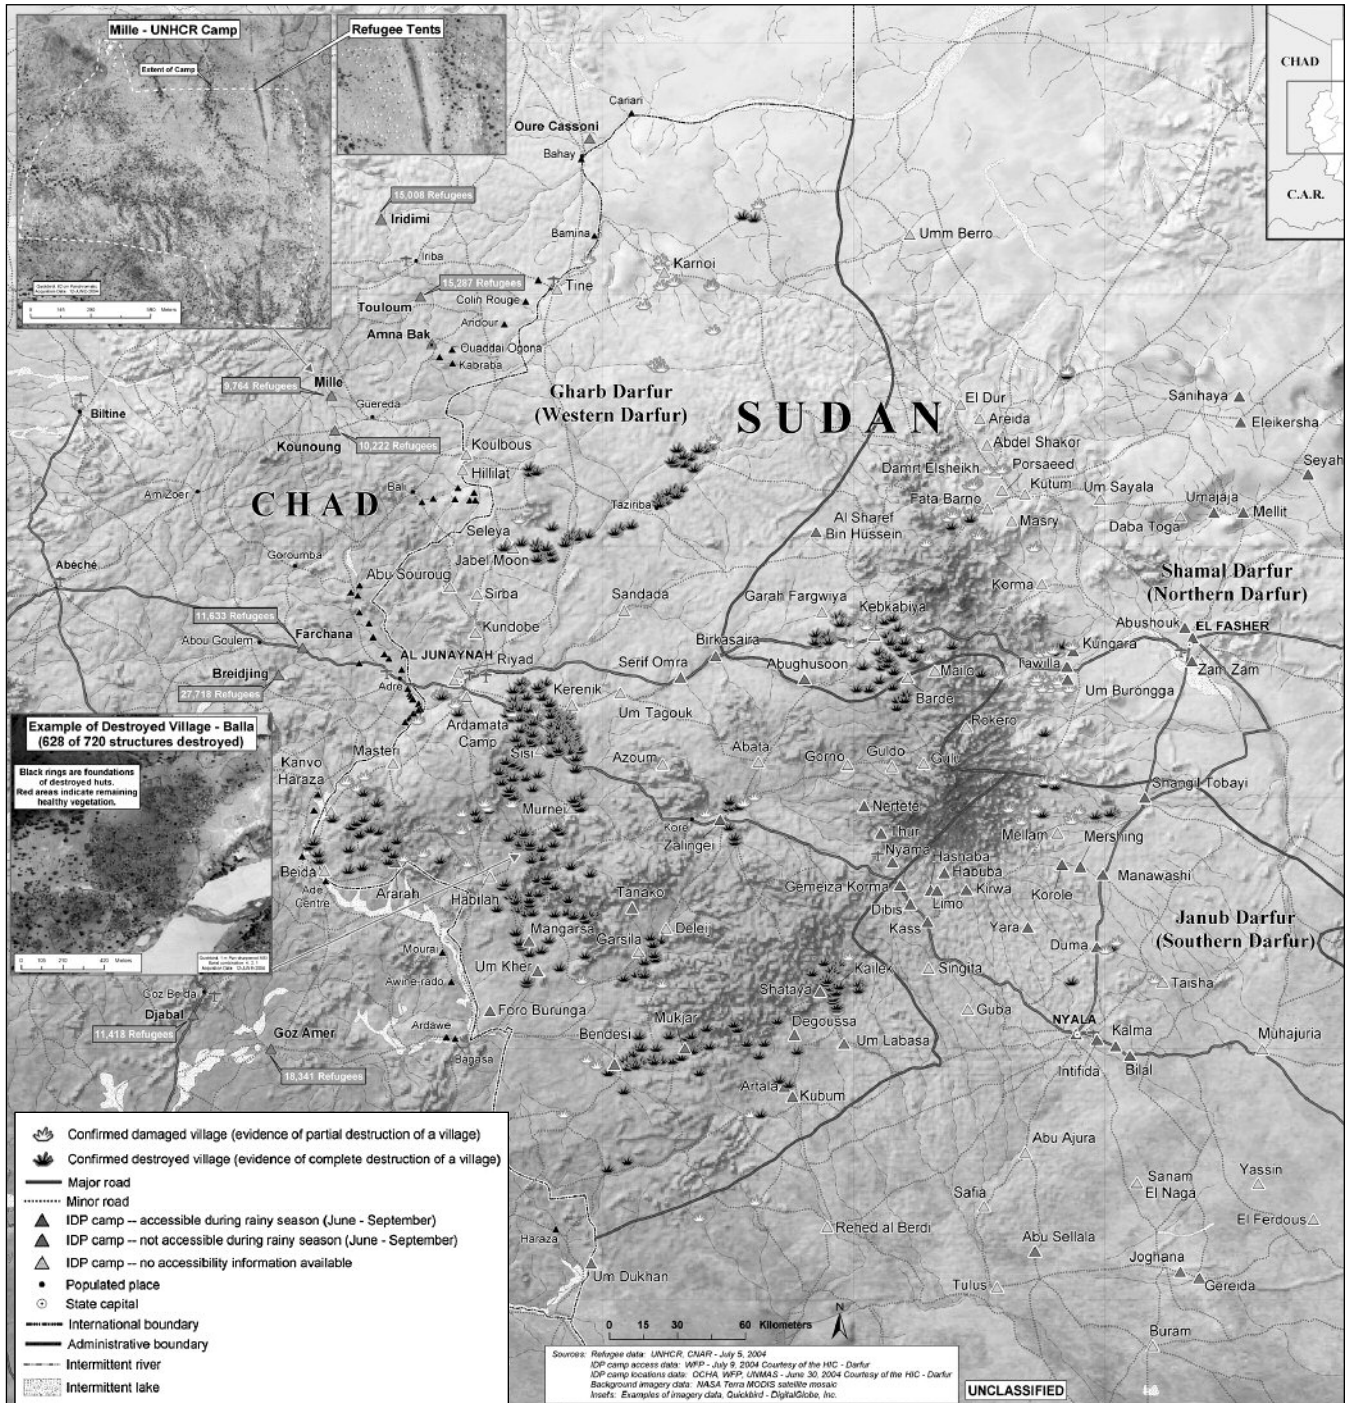 Mille - UNHCR Camp
Refugee Tents
Extent of Camp
CHAD
C.A.R.
Cariari
Oure Cassoni
Bahay
15,008 Refugees
Iridimi
Bamina
Umm Berro
Iriba
Karnoi
15,287 Refugees
Tine
Touloum
Colin Rouge
Andour
Amna Bak
Ouaddai Ogona
Kabraba
9,764 Refugees
Mille
Gharb Darfur
(Western Darfur)
SUDAN
Biltine
Guereda
El Dur
Areida
Sanihaya
Eleikersha
10,222 Refugees
Kounoung
Koulbous
Hillilat
Abdel Shakor
Damrt Elsheikh
Porsaeed
Seyah
CHAD
Am Zoer
Bali
Fata Barno
Kutum
Um Sayala
Umajaja
Taziriba
Al Sharef
Bin Hussein
Masry
Daba Toga
Mellit
Seleya
Jabel Moon
Goroumba
Abéché
Abu Souroug
Sirba
Sandada
Garah Fargwiya
Kebkabiya
Korma
Shamal Darfur
(Northern Darfur)
11,633 Refugees
Farchana
Abou Goulem
Kundobe
Birkasaira
Abushouk
EL FASHER
Kungara
AL JUNAYNAH
Riyad
Serif Omra
Abughusoon
Mailo
Tawilla
Zam Zam
Breidjing
27,718 Refugees
Adré
Kerenik
Um Tagouk
Barde
Um Burongga
Example of Destroyed Village - Balla
(628 of 720 structures destroyed)
Ardamata
Camp
Rokero
Black rings are foundations
of destroyed huts.
Red areas indicate remaining
healthy vegetation.
Kanvo
Haraza
Masteri
Sisi
Azoum
Abata
Gorno
Guldo
Gulu
Shangil Tobayi
Murnei
Nertete
Kore
Zalingei
Thur
Mellam
Mershing
Nyama
Hashaba
Habuba
Beida
Ade
Centre
Ararah
Habilah
Tanako
Gemeiza Korma
Limo
Kirwa
Korole
Manawashi
Dibis
Mangarsa
Garsila
Deleij
Kass
Yara
Janub Darfur
(Southern Darfur)
Duma
Mourai
Um Kher
Kailek
Singita
Taisha
Awine-rado
Shataya
Goz Beida
Djabal
Foro Burunga
Guba
11,418 Refugees
Goz Amer
Ardawe
Bagasa
Bendesi
Mukjar
Degoussa
Um Labasa
NYALA
Kalma
Muhajuria
18,341 Refugees
Intifida
Bilal
Artala
Kubum
Abu Ajura
Sanam
El Naga
Yassin
Safia
El Ferdous
Haraza
Rehed al Berdi
Abu Sellala
Um Dukhan
Tulus
Joghana
Gereida
Buram
Confirmed damaged village (evidence of partial destruction of a village)
Confirmed destroyed village (evidence of complete destruction of a village)
Major road
Minor road
IDP camp -- accessible during rainy season (June - September)
IDP camp -- not accessible during rainy season (June - September)
IDP camp -- no accessibility information available
Populated place
State capital
International boundary
Administrative boundary
Intermittent river
Intermittent lake
N
0 15 30 60 Kilometers
Sources: Refugee data: UNHCR, CNAR - July 5, 2004
IDP camp access data: WFP - July 9, 2004 Courtesy of the HIC - Darfur
IDP camp locations data: OCHA, WFP, UNMAS - June 30, 2004 Courtesy of the HIC - Darfur
Background imagery data: NASA Terra MODIS satellite mosaic
Insets: Examples of imagery data, Quickbird - DigitalGlobe, Inc.
UNCLASSIFIED